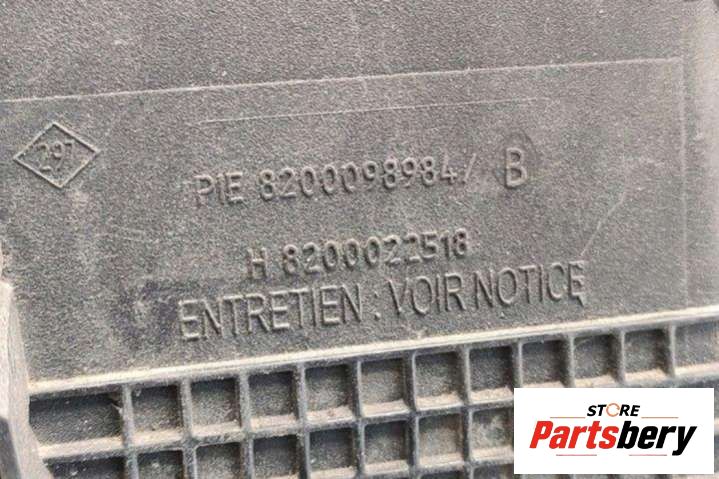 297
PIE 8200098984/ B
H 8200022518
ENTRETIEN : VOIR NOTICE
STORE
Partsbery